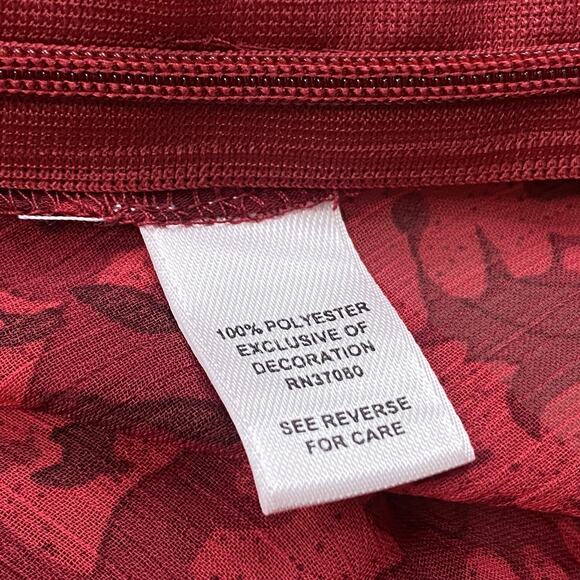 100% POLYESTER
EXCLUSIVE OF
DECORATION
RN37080
SEE REVERSE
FOR CARE